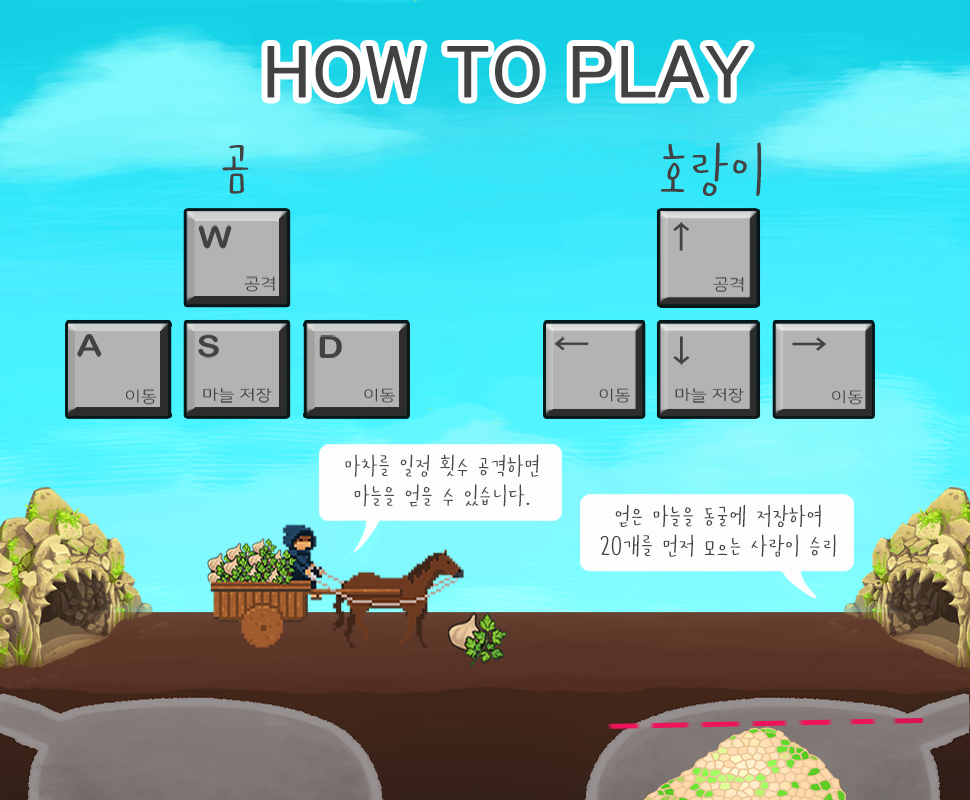 HOW TO PLAY
곰
호랑이
W
공격
↑
공격
A
이동
S
마늘 저장
D
이동
←
이동
↓
마늘 저장
→
이동
마차를 일정 횟수 공격하면
마늘을 얻을 수 있습니다.
얻은 마늘을 동굴에 저장하여
20개를 먼저 모으는 사람이 승리